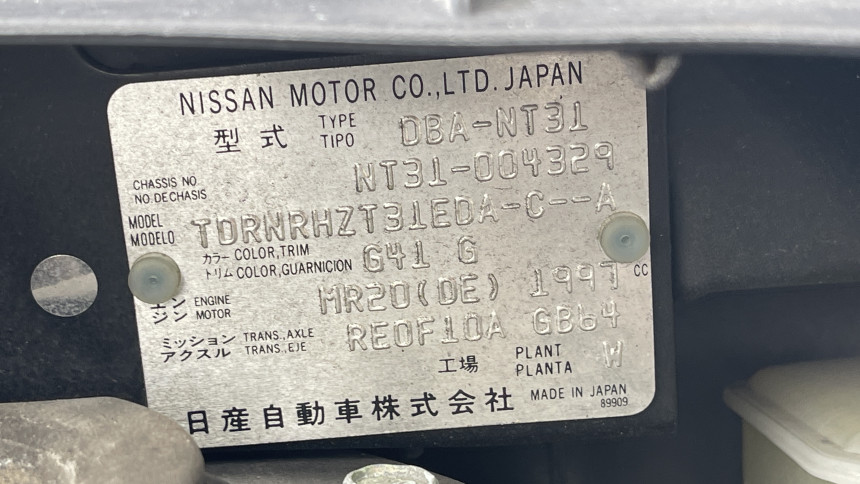 NISSAN MOTOR CO.,LTD. JAPAN
型式 TYPE TIPO DBA-NT31
CHASSIS NO. NO. DE CHASIS NT31-004329
MODEL MODELO TDRNRHZT31EDA-C--A
カラー COLOR,TRIM トリム COLOR,GUARNICION G41 G
エンジン ENGINE MOTOR MR20(DE) 1997 CC
ミッション アクスル TRANS.,AXLE TRANS.,EJE RE0F10A GB64
工場 PLANT PLANTA W
日産自動車株式会社 MADE IN JAPAN
89909